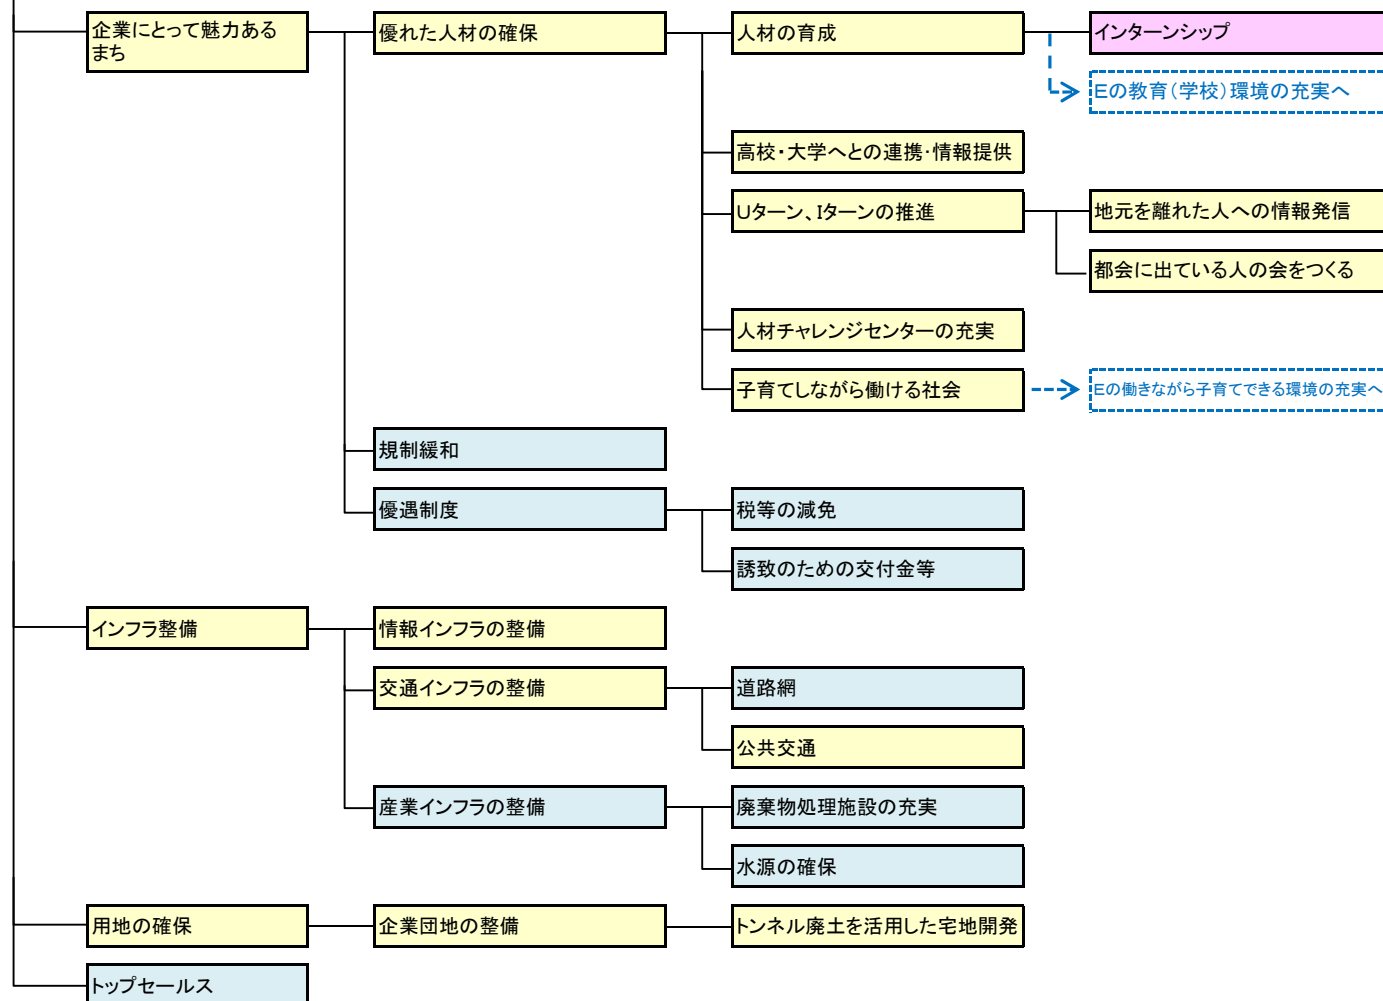 企業にとって魅力ある
まち
優れた人材の確保
人材の育成
インターンシップ
Eの教育(学校)環境の充実へ
高校・大学へとの連携・情報提供
Uターン、Iターンの推進
地元を離れた人への情報発信
都会に出ている人の会をつくる
人材チャレンジセンターの充実
子育てしながら働ける社会
Eの働きながら子育てできる環境の充実へ
規制緩和
優遇制度
税等の減免
誘致のための交付金等
インフラ整備
情報インフラの整備
交通インフラの整備
道路網
公共交通
産業インフラの整備
廃棄物処理施設の充実
水源の確保
用地の確保
企業団地の整備
トンネル廃土を活用した宅地開発
トップセールス